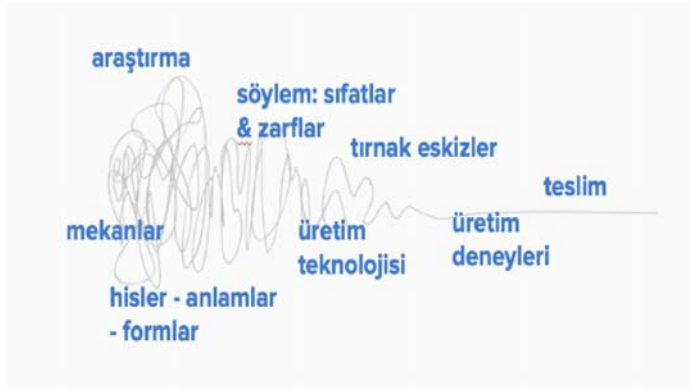 araştırma
söylem: sıfatlar
& zarflar
tırnak eskizler
teslim
mekanlar
üretim
teknolojisi
üretim
deneyleri
hisler - anlamlar
- formlar